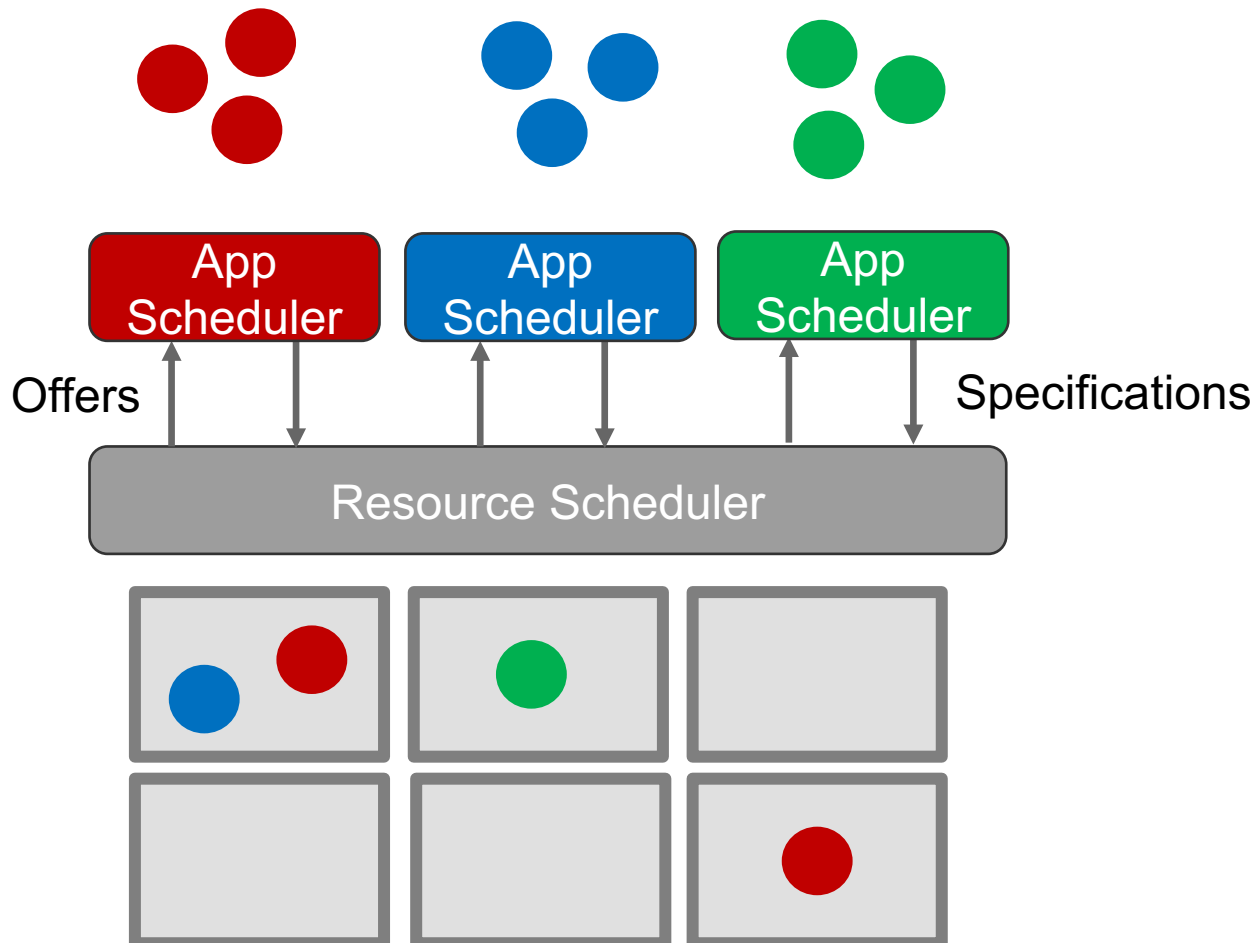 App
Scheduler
App
Scheduler
App
Scheduler
Offers
Specifications
Resource Scheduler